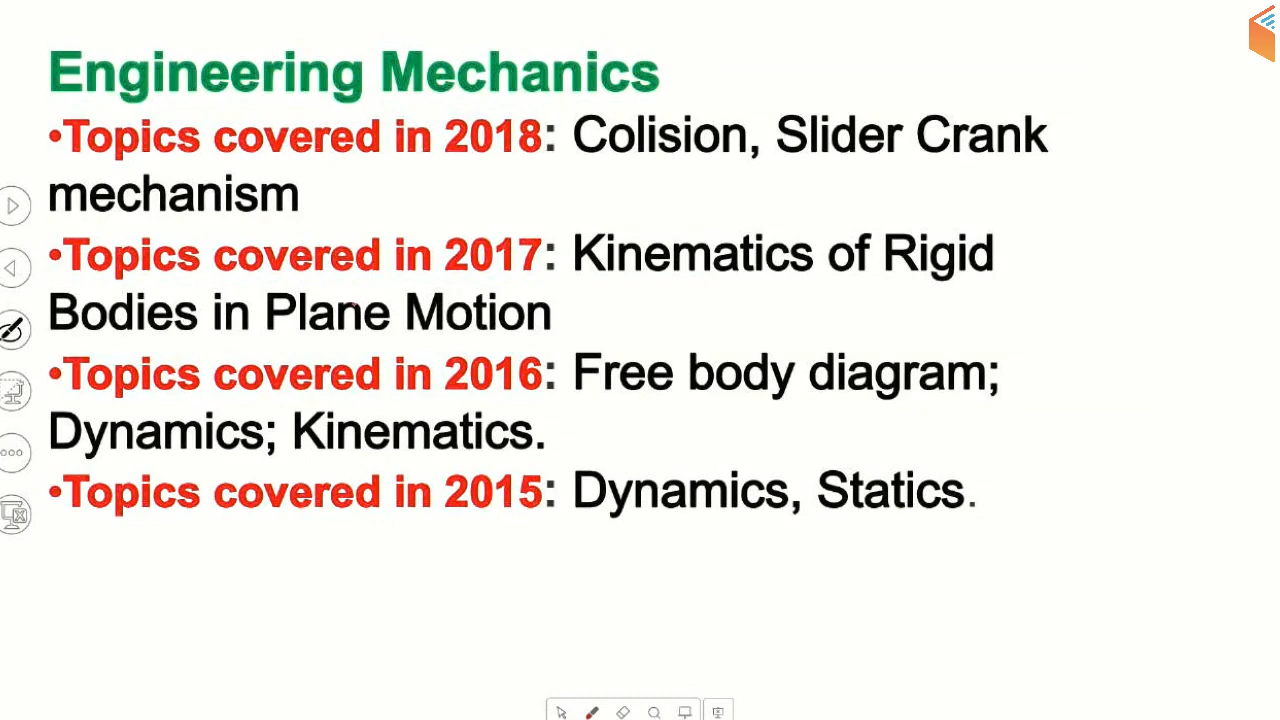 Engineering Mechanics
•Topics covered in 2018: Colision, Slider Crank
mechanism
•Topics covered in 2017: Kinematics of Rigid
Bodies in Plane Motion
•Topics covered in 2016: Free body diagram;
Dynamics; Kinematics.
•Topics covered in 2015: Dynamics, Statics.